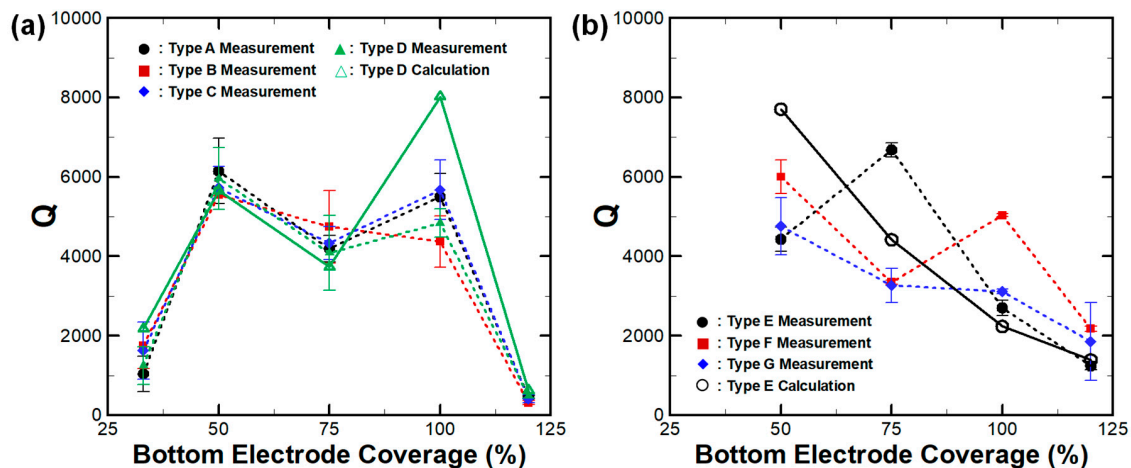 (a)
10000
8000
6000
4000
2000
0
Q
● : Type A Measurement
■ : Type B Measurement
◆ : Type C Measurement
▲ : Type D Measurement
△ : Type D Calculation
25 50 75 100 125
Bottom Electrode Coverage (%)
(b)
10000
8000
6000
4000
2000
0
Q
● : Type E Measurement
■ : Type F Measurement
◆ : Type G Measurement
○ : Type E Calculation
25 50 75 100 125
Bottom Electrode Coverage (%)